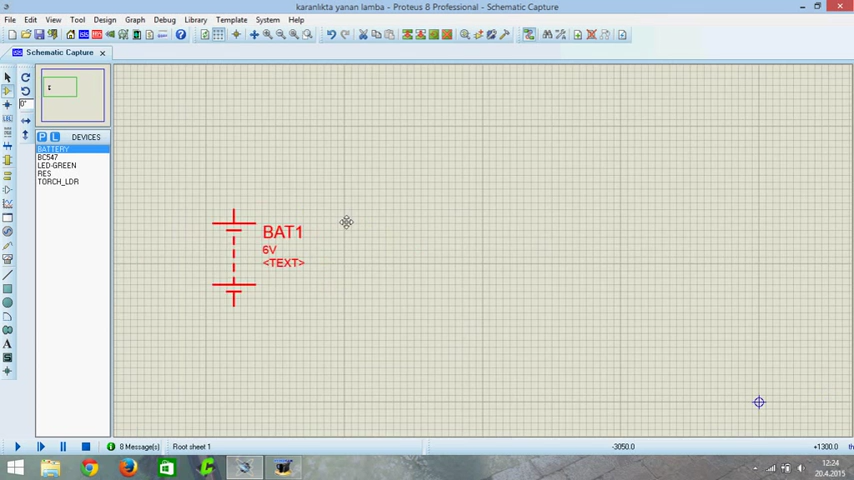 karanlıkta yanan lamba - Proteus 8 Professional - Schematic Capture
File Edit View Tool Design Graph Debug Library Template System Help
Schematic Capture
0°
P L DEVICES
BATTERY
BC547
LED-GREEN
RES
TORCH_LDR
BAT1
6V
<TEXT>
8 Message(s) Root sheet 1 -3050.0 +1300.0 th
12:24
20.4.2015